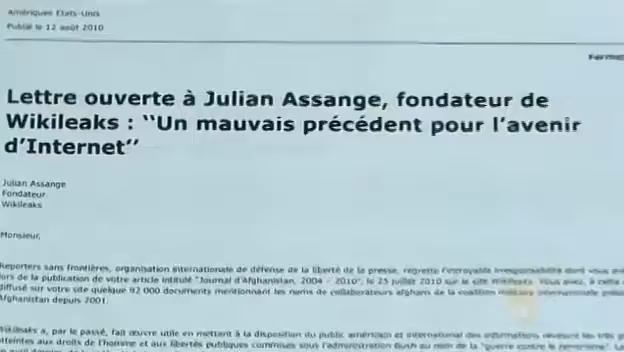 Amériques Etats-Unis
Publié le 12 août 2010
Lettre ouverte à Julian Assange, fondateur de
Wikileaks : "Un mauvais précédent pour l'avenir
d'Internet"
Julian Assange
Fondateur
Wikileaks
Monsieur,
Reporters sans frontières, organisation internationale de défense de la liberté de la presse, regrette l'incroyable irresponsabilité dont vous
lors de la publication de votre article intitulé "Journal d'Afghanistan, 2004 - 2010", le 25 juillet 2010 sur le site Wikileaks. Vous avez, à cette
diffusé sur votre site quelque 92 000 documents mentionnant les noms de collaborateurs afghans de la coalition militaire internationale
Afghanistan depuis 2001.
Wikileaks a, par le passé, fait œuvre utile en mettant à la disposition du public américain et international des informations révélant les
atteintes aux droits de l'homme et aux libertés publiques commises sous l'administration Bush au nom de la "guerre contre le terrorisme".